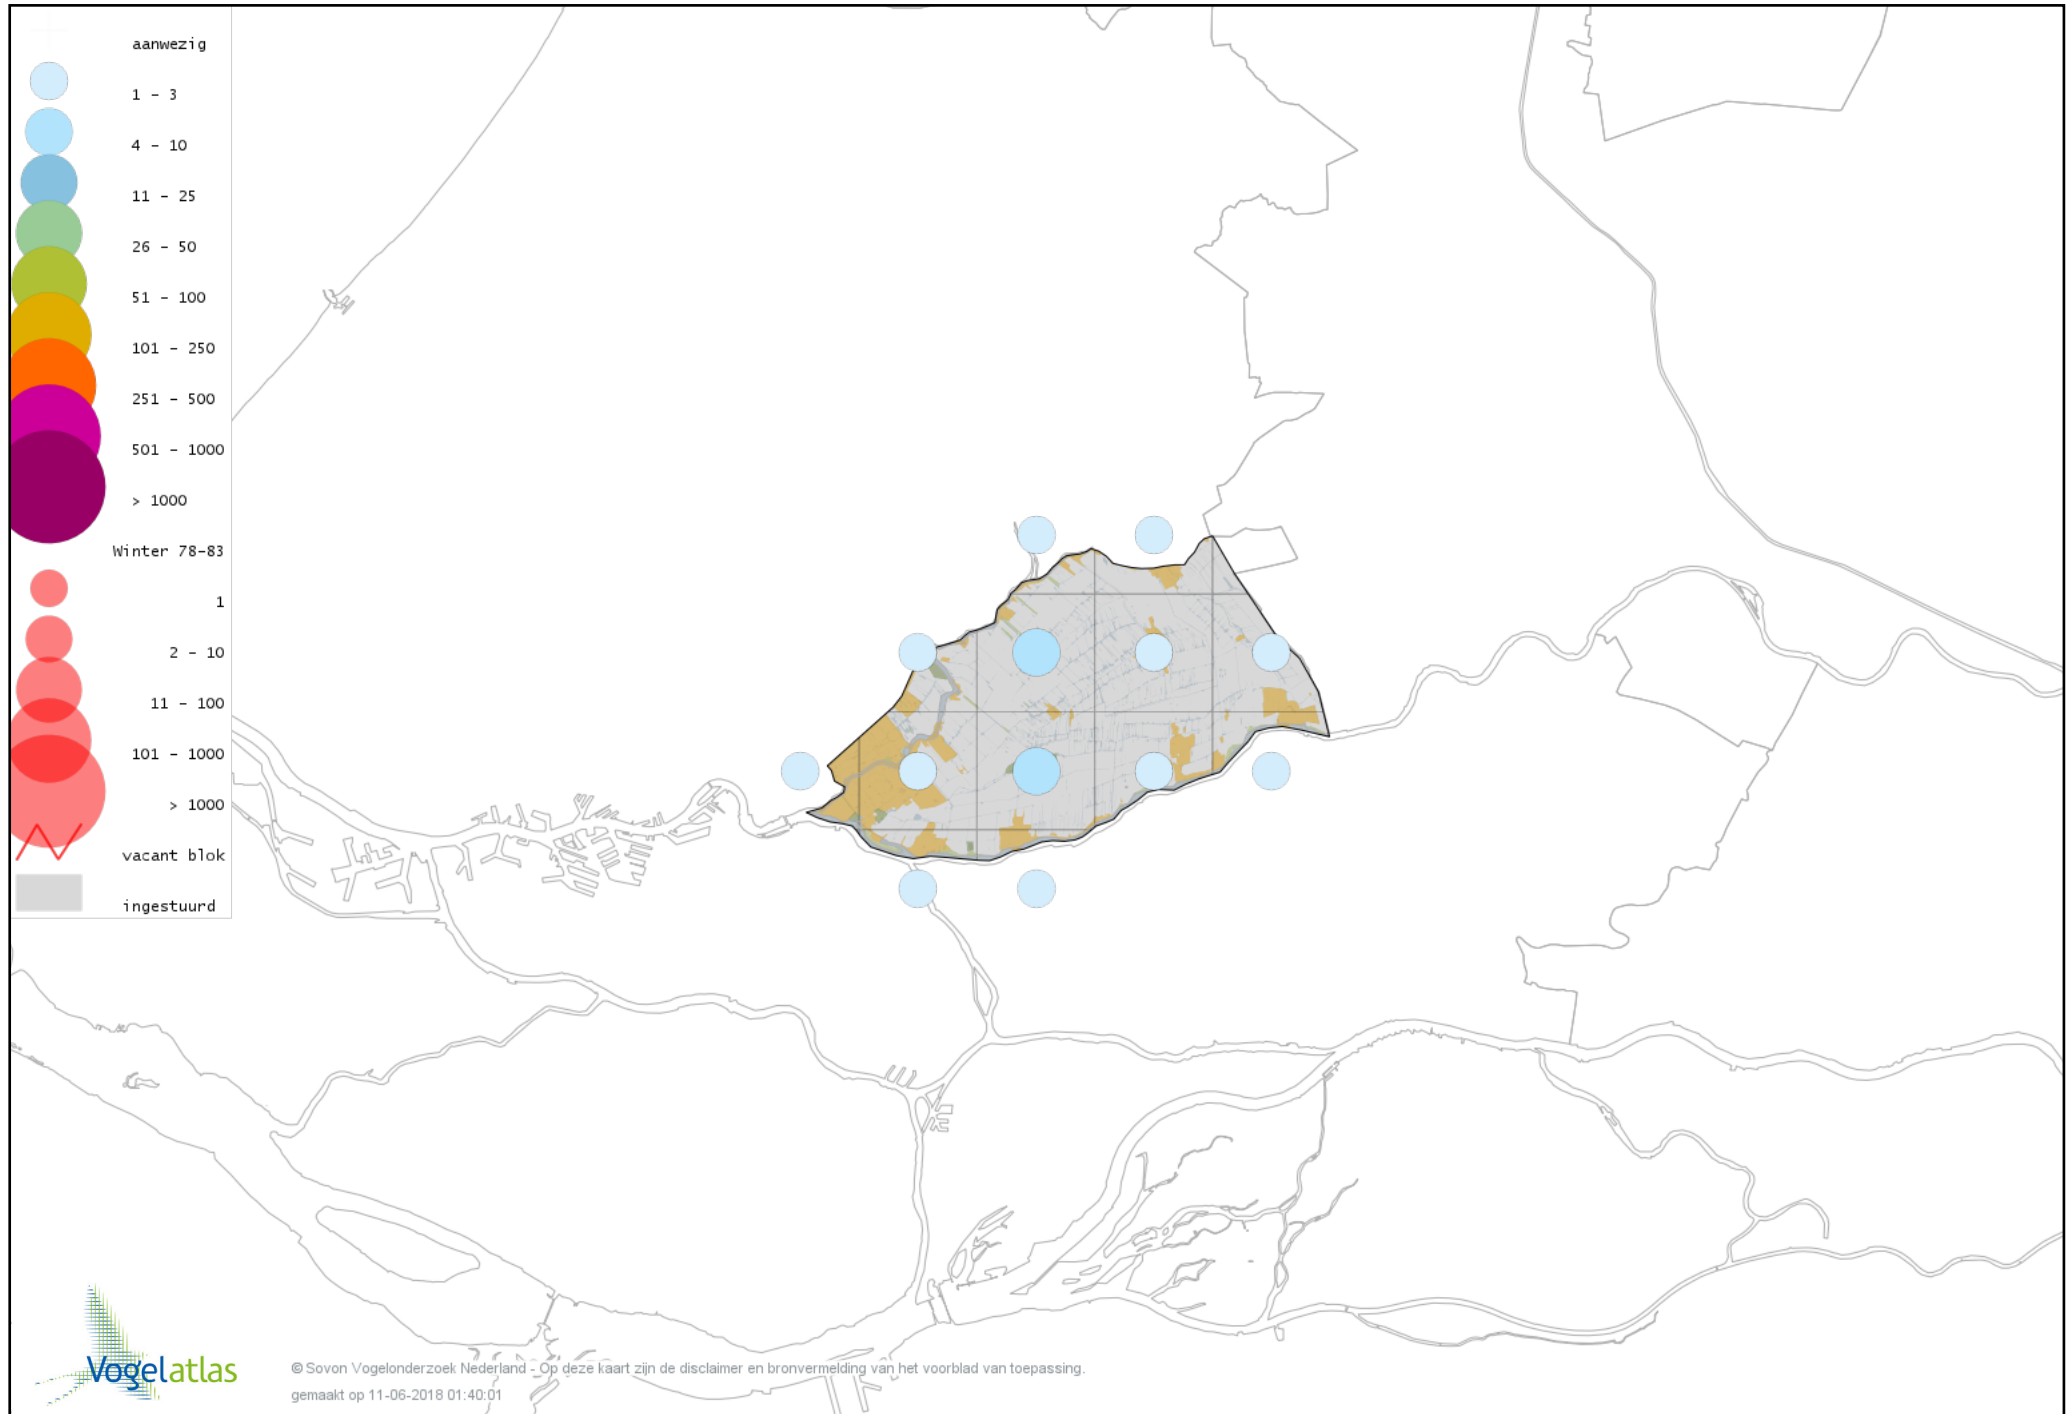 aanwezig
1 - 3
4 - 10
11 - 25
26 - 50
51 - 100
101 - 250
251 - 500
501 - 1000
> 1000
Winter 78-83
1
2 - 10
11 - 100
101 - 1000
> 1000
vacant blok
ingestuurd
Vogelatlas
© Sovon Vogelonderzoek Nederland - Op deze kaart zijn de disclaimer en bronvermelding van het voorblad van toepassing.
gemaakt op 11-06-2018 01:40:01